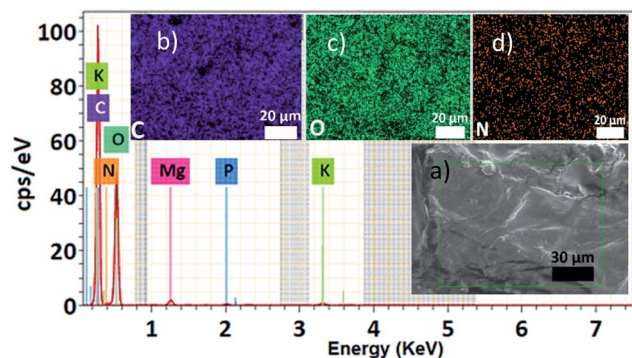 cps/eV
100
80
60
40
20
0
K
C
N
O
Mg
P
K
b)
C
20 µm
c)
O
20 µm
d)
N
20 µm
a)
30 µm
1 2 3 4 5 6 7
Energy (KeV)